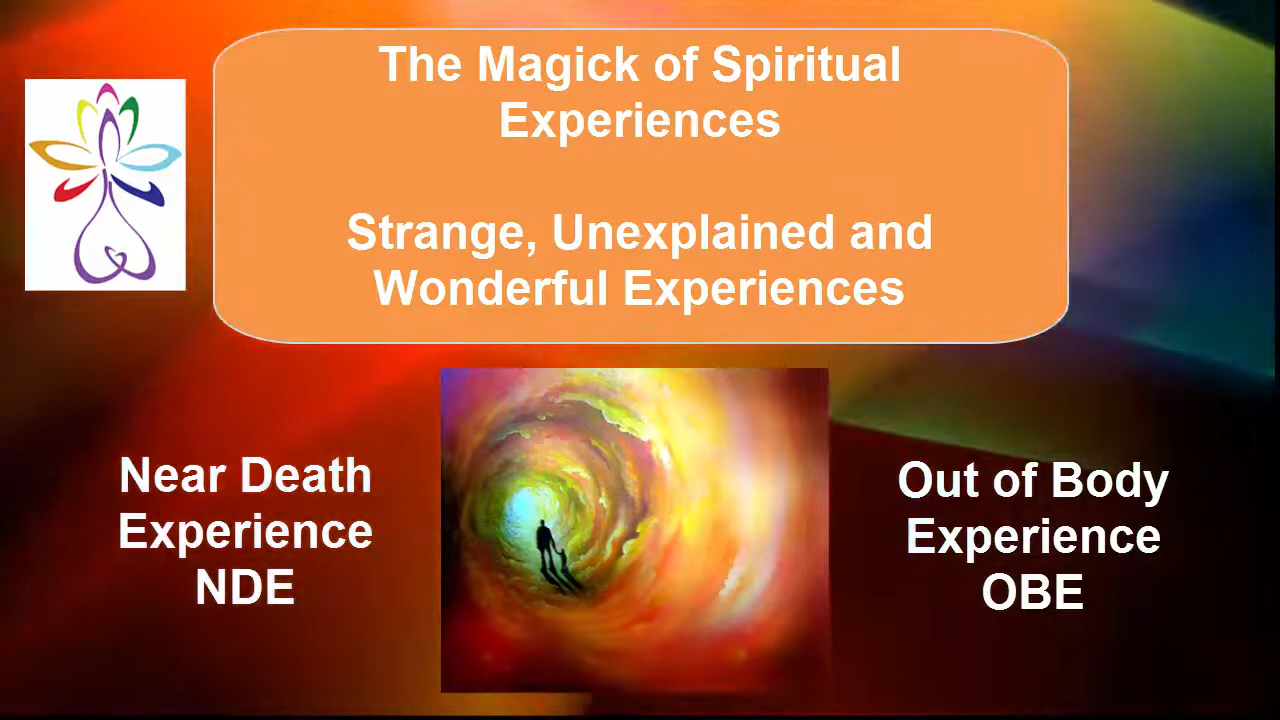 The Magick of Spiritual
Experiences
Strange, Unexplained and
Wonderful Experiences
Near Death
Experience
NDE
Out of Body
Experience
OBE